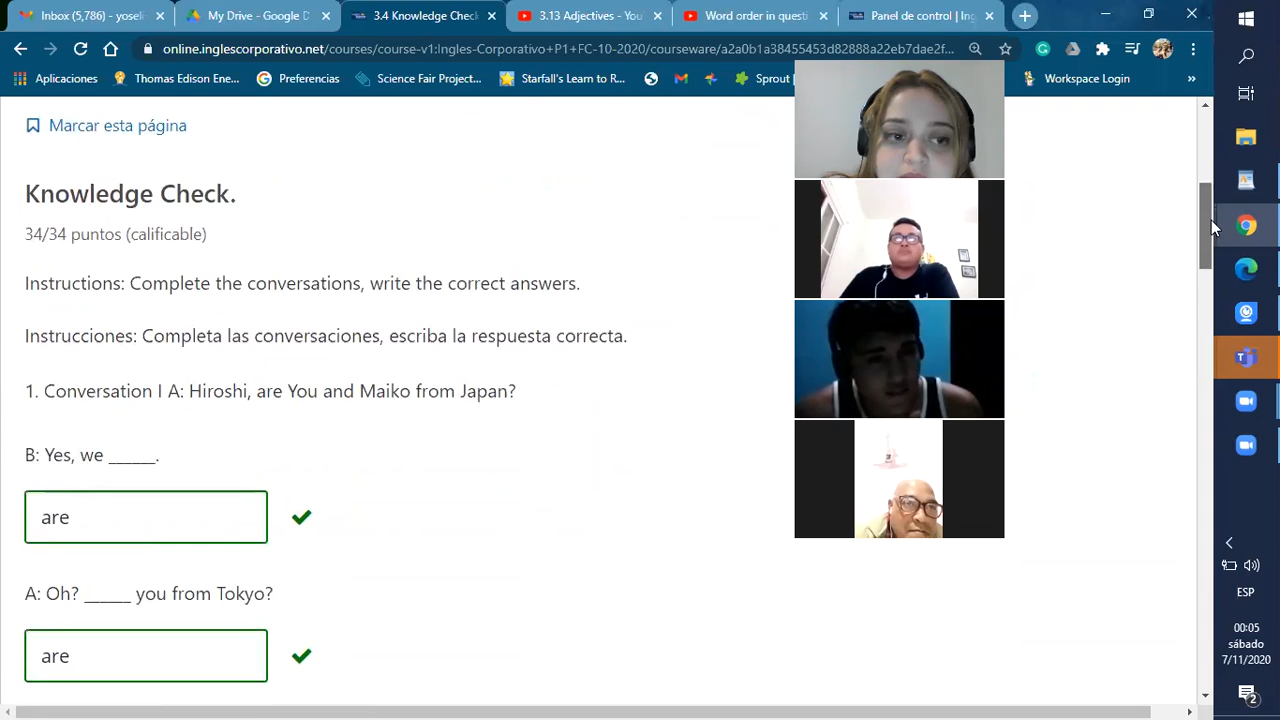 Inbox (5,786) - yoseli
My Drive - Google D
3.4 Knowledge Check
3.13 Adjectives - You
Word order in questi
Panel de control | Ing
online.inglescorporativo.net/courses/course-v1:Ingles-Corporativo+P1+FC-10-2020/courseware/a2a0b1a38455453d82888a22eb7dae2f...
Aplicaciones
Thomas Edison Ene...
Preferencias
Science Fair Project...
Starfall's Learn to R...
Sprout
Workspace Login
»
Marcar esta página
Knowledge Check.
34/34 puntos (calificable)
Instructions: Complete the conversations, write the correct answers.
Instrucciones: Completa las conversaciones, escriba la respuesta correcta.
1. Conversation I A: Hiroshi, are You and Maiko from Japan?
B: Yes, we ______.
are
A: Oh? ______ you from Tokyo?
are
ESP
00:05
sábado
7/11/2020
2